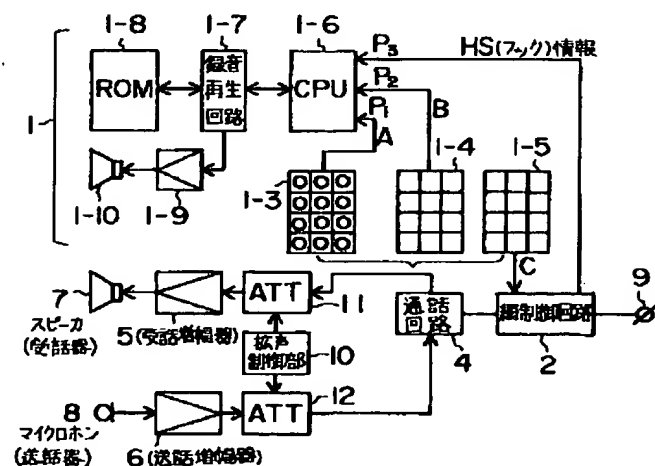 1-8
1-7
1-6
HS(フック)情報
ROM
録音
再生
回路
CPU
P3
P2
P1
A
B
1
1-4
1-5
1-3
1-10
1-9
C
9
7
スピーカ
(受話器)
5(受話増幅器)
ATT
11
通話
回路
4
網制御回路
2
拡声
制御部
10
8
マイクロホン
(送話器)
6(送話増幅器)
ATT
12